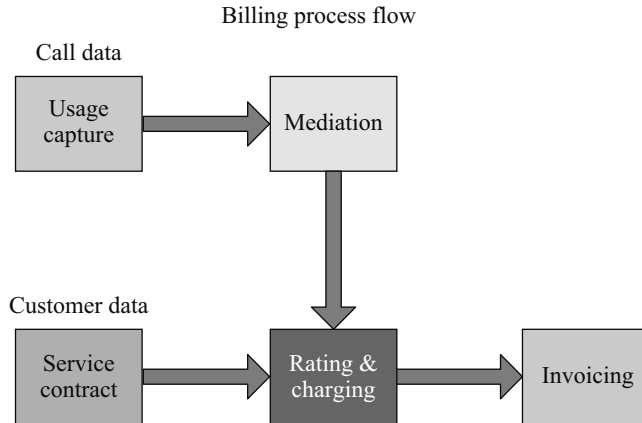 Billing process flow
Call data
Usage
capture
Mediation
Customer data
Service
contract
Rating &
charging
Invoicing